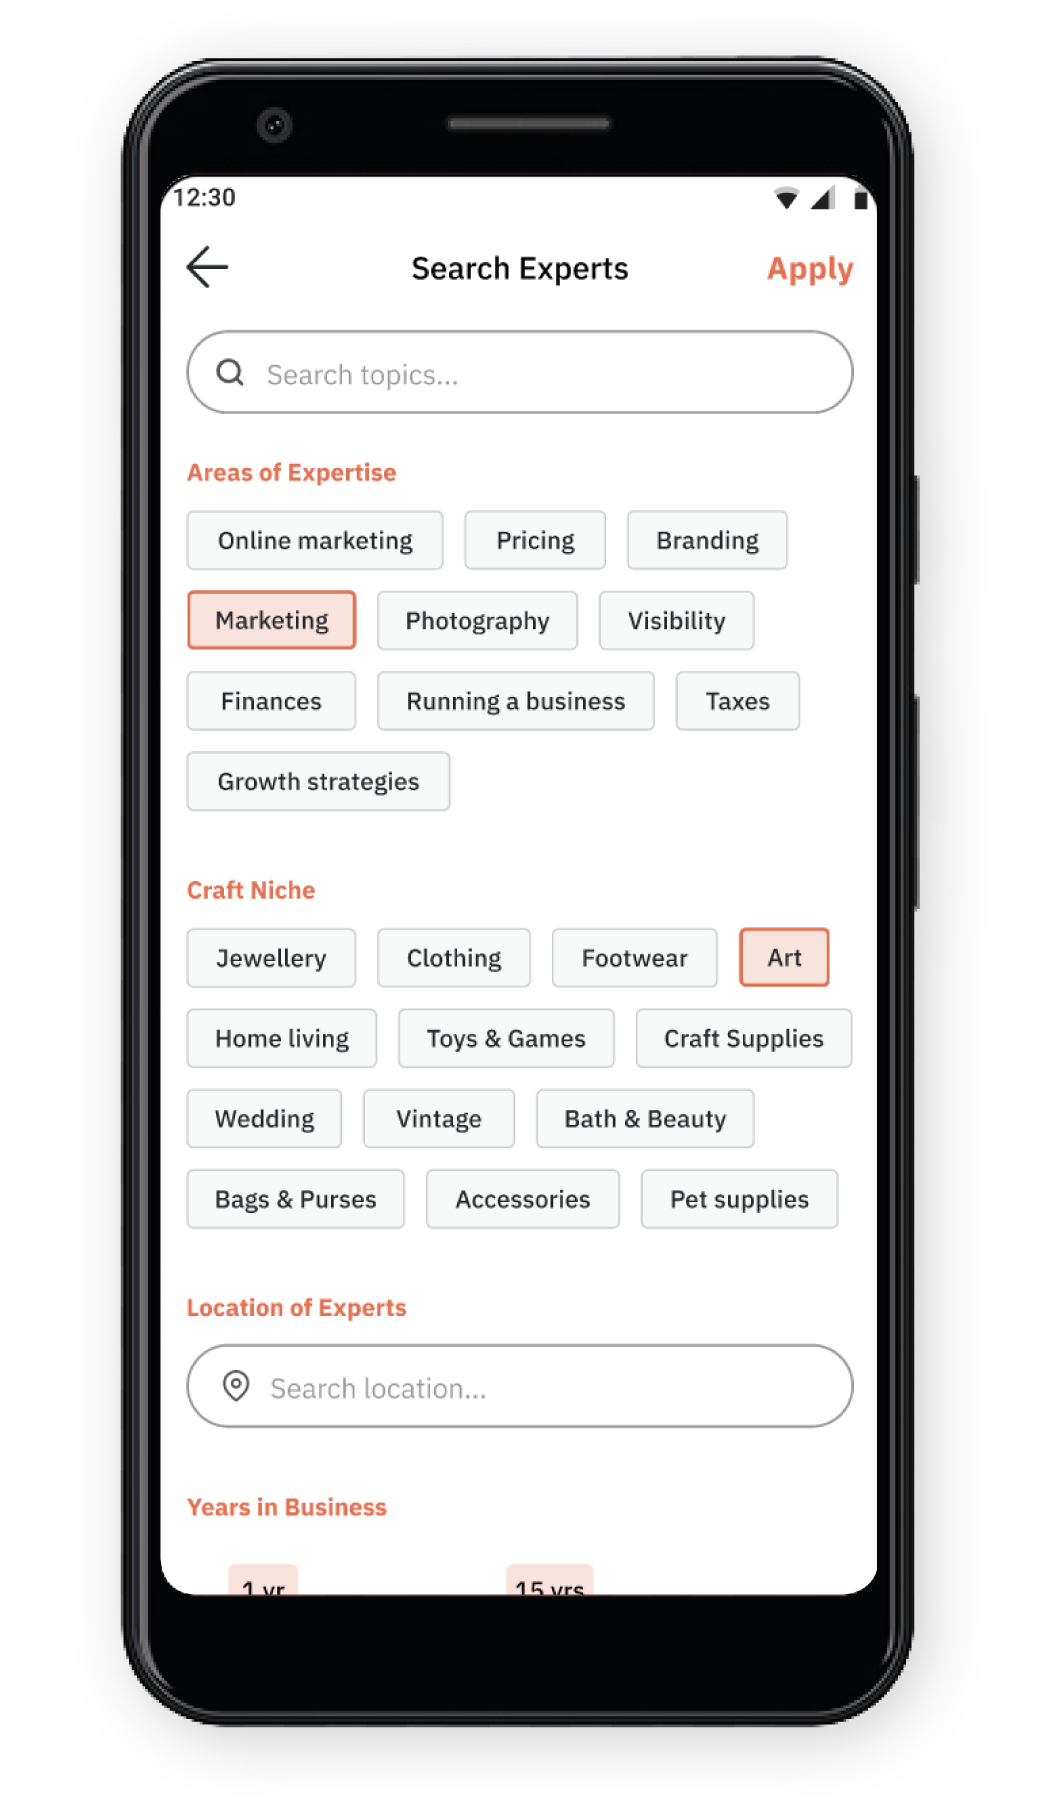 12:30
Search Experts Apply
Search topics...
Areas of Expertise
Online marketing Pricing Branding
Marketing Photography Visibility
Finances Running a business Taxes
Growth strategies
Craft Niche
Jewellery Clothing Footwear Art
Home living Toys & Games Craft Supplies
Wedding Vintage Bath & Beauty
Bags & Purses Accessories Pet supplies
Location of Experts
Search location...
Years in Business
1 yr 15 yrs